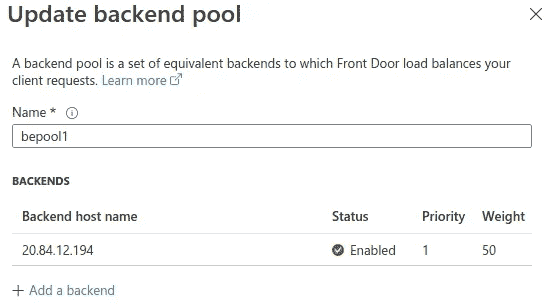 Update backend pool
A backend pool is a set of equivalent backends to which Front Door load balances your
client requests. Learn more
Name *
bepool1
BACKENDS
Backend host name Status Priority Weight
20.84.12.194 Enabled 1 50
+ Add a backend